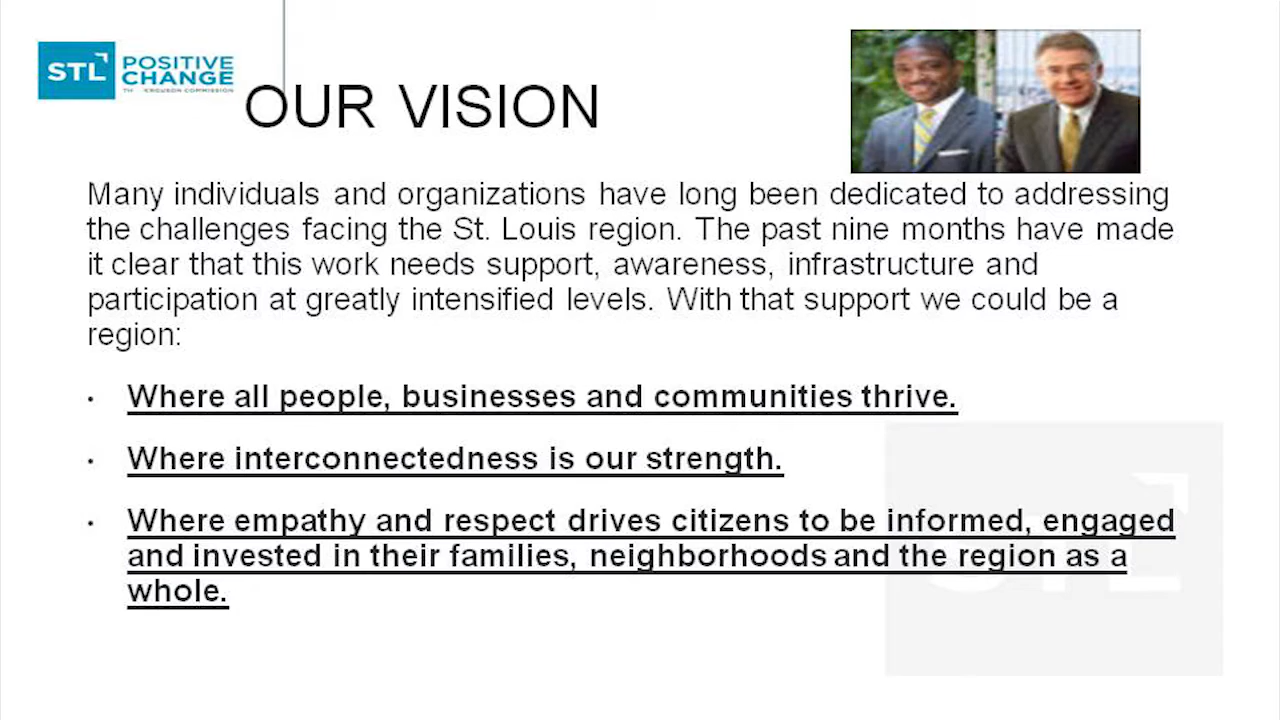 STL POSITIVE
CHANGE
FERGUSON COMMISSION
OUR VISION
Many individuals and organizations have long been dedicated to addressing
the challenges facing the St. Louis region. The past nine months have made
it clear that this work needs support, awareness, infrastructure and
participation at greatly intensified levels. With that support we could be a
region:
• Where all people, businesses and communities thrive.
• Where interconnectedness is our strength.
• Where empathy and respect drives citizens to be informed, engaged
and invested in their families, neighborhoods and the region as a
whole.
STL